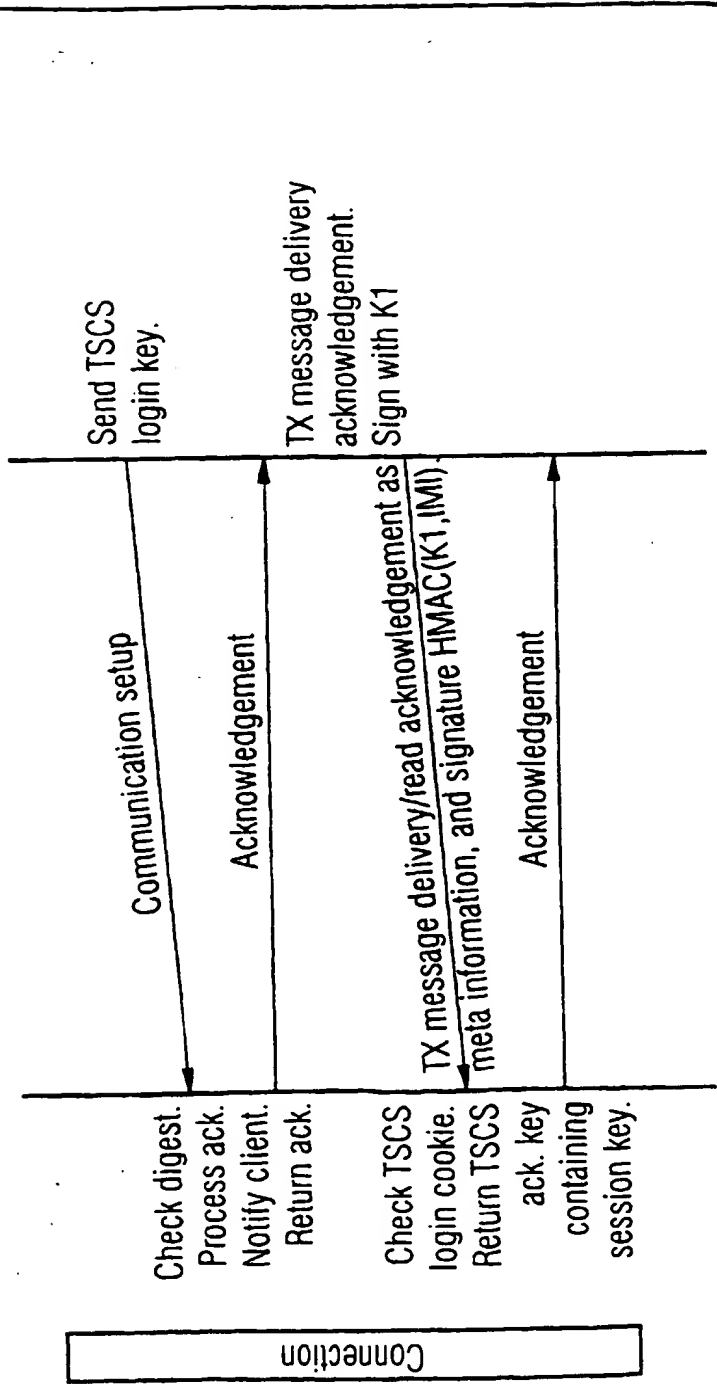 Send TSCS
login key.
Communication setup
Check digest.
Process ack.
Notify client.
Return ack.
Acknowledgement
TX message delivery
acknowledgement.
Sign with K1
TX message delivery/read acknowledgement as
meta information, and signature HMAC(K1,IMI).
Check TSCS
login cookie.
Return TSCS
ack. key
containing
session key.
Acknowledgement
Connection